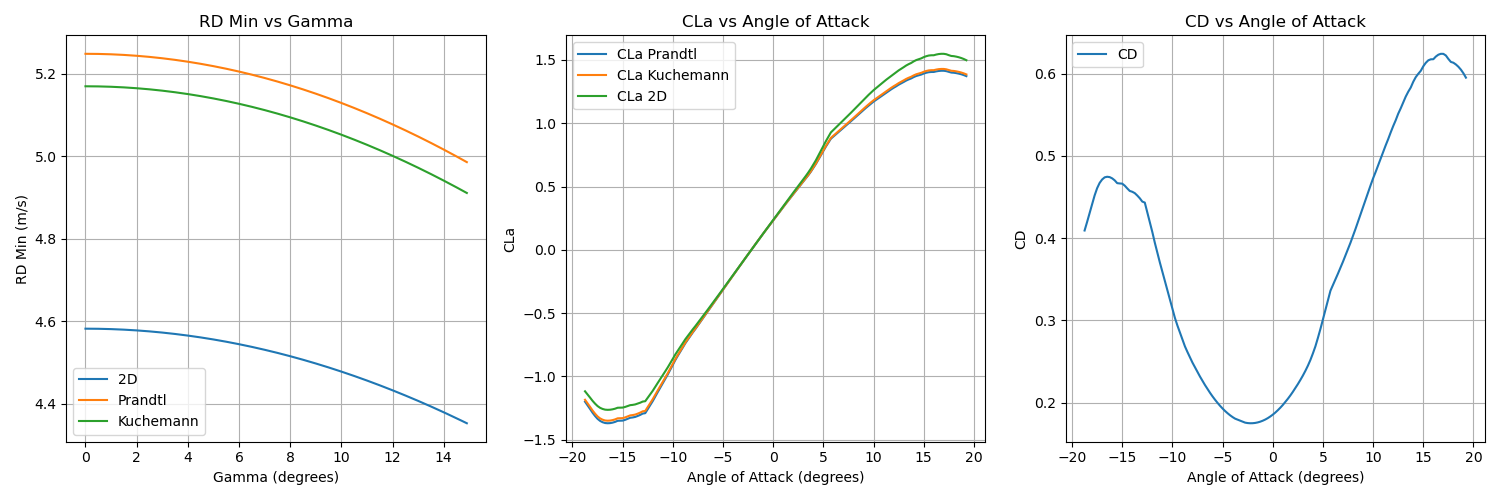 RD Min vs Gamma
RD Min (m/s)
5.2
5.0
4.8
4.6
4.4
2D
Prandtl
Kuchemann
0 2 4 6 8 10 12 14
Gamma (degrees)
CLa vs Angle of Attack
CLa
1.5
1.0
0.5
0.0
−0.5
−1.0
−1.5
CLa Prandtl
CLa Kuchemann
CLa 2D
−20 −15 −10 −5 0 5 10 15 20
Angle of Attack (degrees)
CD vs Angle of Attack
CD
0.6
0.5
0.4
0.3
0.2
CD
−20 −15 −10 −5 0 5 10 15 20
Angle of Attack (degrees)